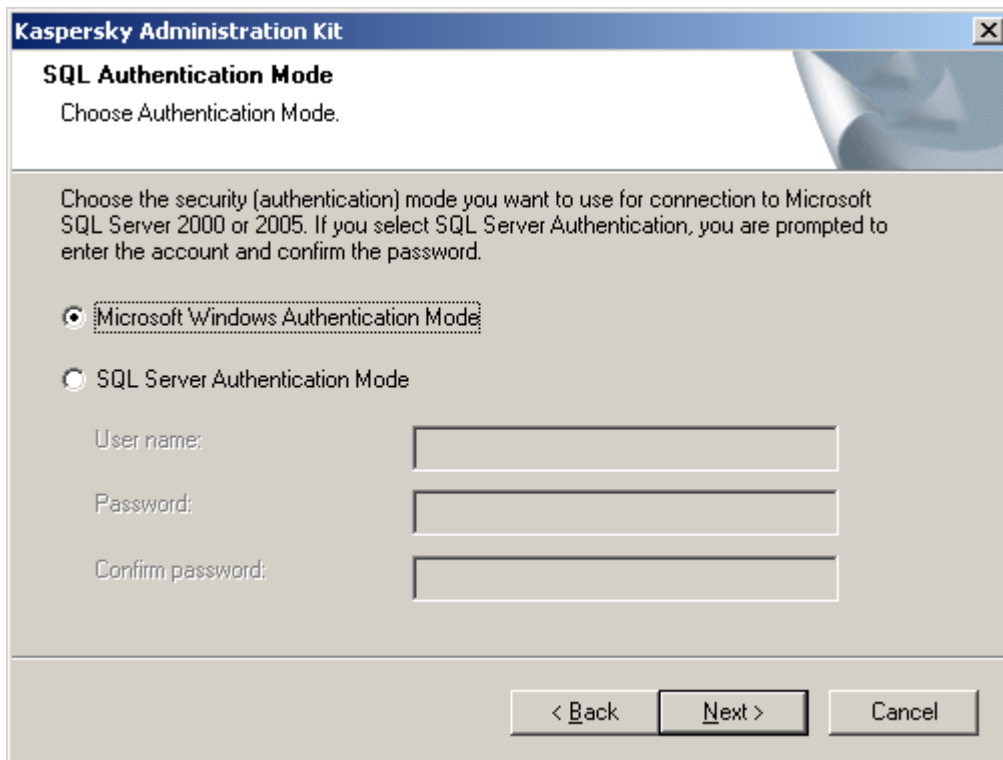 Kaspersky Administration Kit
SQL Authentication Mode
Choose Authentication Mode.
Choose the security (authentication) mode you want to use for connection to Microsoft
SQL Server 2000 or 2005. If you select SQL Server Authentication, you are prompted to
enter the account and confirm the password.
Microsoft Windows Authentication Mode
SQL Server Authentication Mode
User name:
Password:
Confirm password:
< Back
Next >
Cancel